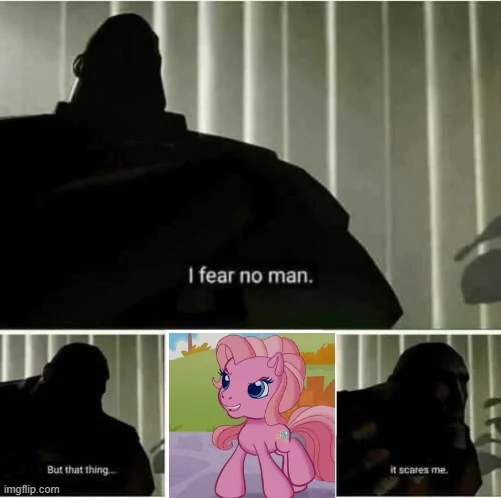 I fear no man.
But that thing...
it scares me.
imgflip.com